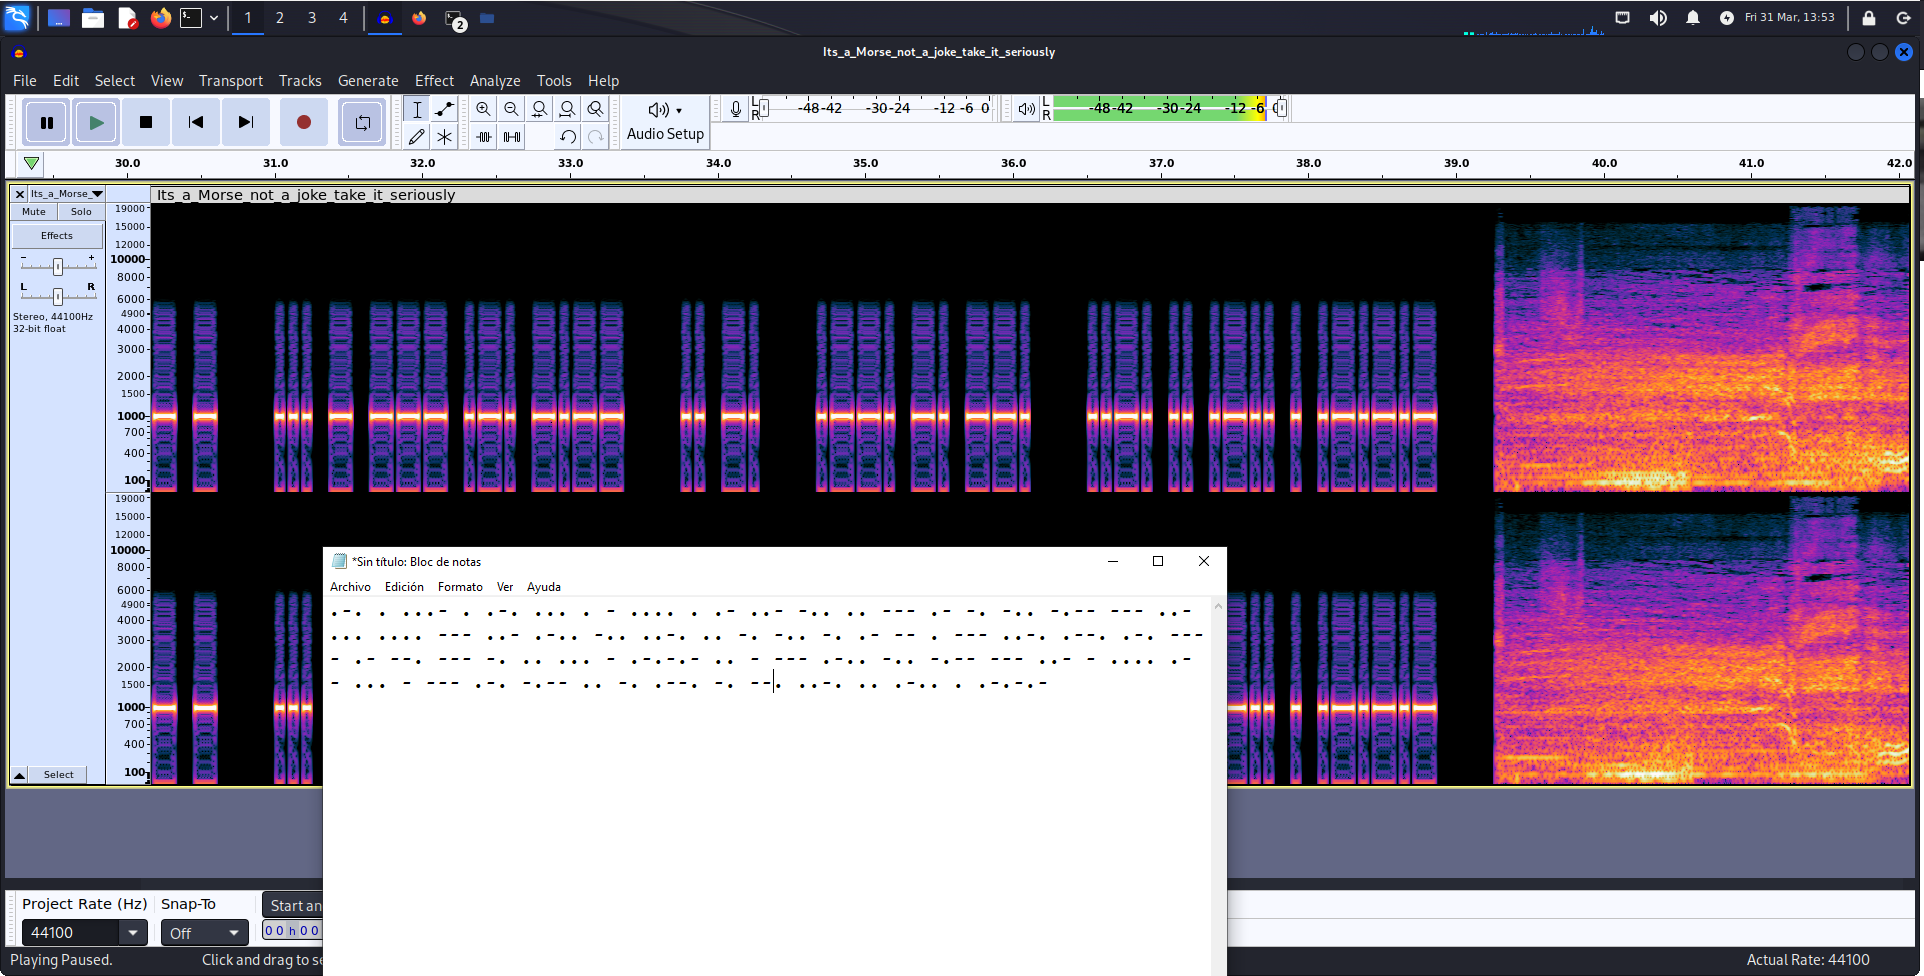 1 2 3 4 2 Fri 31 Mar, 13:53
Its_a_Morse_not_a_joke_take_it_seriously
File Edit Select View Transport Tracks Generate Effect Analyze Tools Help
L R -48 -42 -30 -24 -12 -6 0 L R -48 -42 -30 -24 -12 -6
Audio Setup
30.0 31.0 32.0 33.0 34.0 35.0 36.0 37.0 38.0 39.0 40.0 41.0 42.0
Its_a_Morse_ Its_a_Morse_not_a_joke_take_it_seriously
Mute Solo
Effects
- +
L R
Stereo, 44100Hz
32-bit float
Select
19000
15000
12000
10000
8000
6000
4900
4000
3000
2000
1500
1000
700
400
100
19000
15000
12000
10000
8000
6000
4900
4000
3000
2000
1500
1000
700
400
100
*Sin título: Bloc de notas
Archivo Edición Formato Ver Ayuda
.-. . ...- . .-. ... . - .... . .- .. -.. .. --- .- -. -.. -.-- --- ..-
... .... --- ..- .-.. -.. ..-. .. -. -.. -. .- -- . --- ..-. .--. .-. ---
- .- --. --- -. .. ... - .-.-.- .. - --- .-.. -.. -.-- --- ..- - .... .-
- ... - --- .-. -.-- .. -. .--. -. --. ..-. .. .-.. . .-.-.-
Project Rate (Hz) Snap-To
44100 Off
Start an
00 h 00
Playing Paused.
Click and drag to se
Actual Rate: 44100